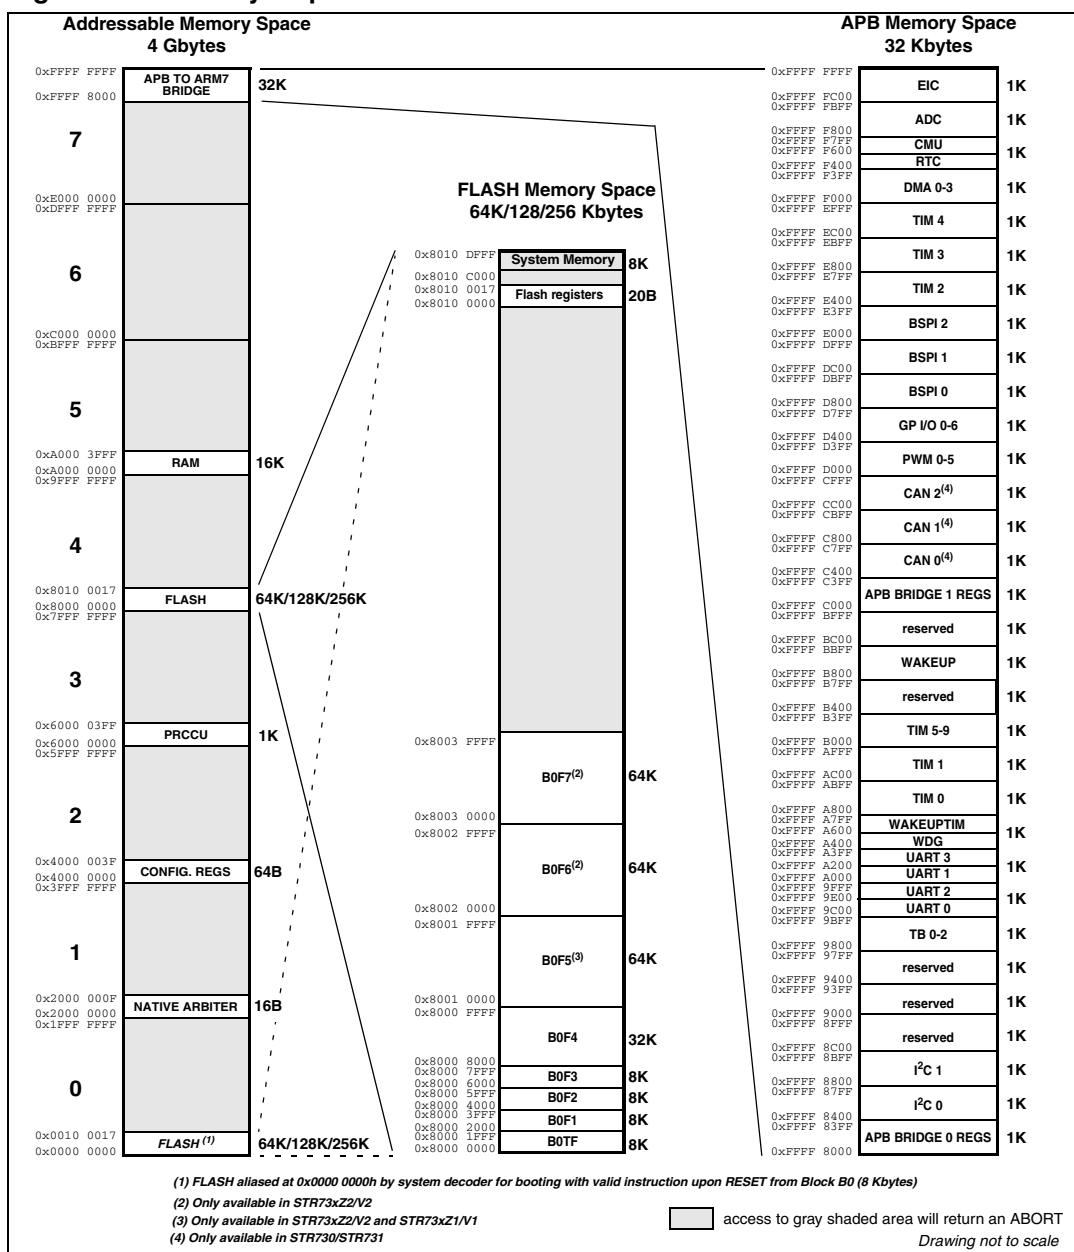 Addressable Memory Space
4 Gbytes
0xFFFF FFFF
APB TO ARM7
BRIDGE
32K
0xFFFF 8000
7
0xE000 0000
0xDFFF FFFF
6
0xC000 0000
0xBFFF FFFF
5
0xA000 3FFF
RAM
16K
0xA000 0000
0x9FFF FFFF
4
0x8010 0017
FLASH
64K/128K/256K
0x8000 0000
0x7FFF FFFF
3
0x6000 03FF
PRCCU
1K
0x6000 0000
0x5FFF FFFF
2
0x4000 003F
CONFIG. REGS
64B
0x4000 0000
0x3FFF FFFF
1
0x2000 000F
NATIVE ARBITER
16B
0x2000 0000
0x1FFF FFFF
0
0x0010 0017
FLASH (1)
64K/128K/256K
0x0000 0000
FLASH Memory Space
64K/128/256 Kbytes
0x8010 DFFF
System Memory
8K
0x8010 C000
0x8010 0017
Flash registers
20B
0x8010 0000
0x8003 FFFF
B0F7(2)
64K
0x8003 0000
0x8002 FFFF
B0F6(2)
64K
0x8002 0000
0x8001 FFFF
B0F5(3)
64K
0x8001 0000
0x8000 FFFF
B0F4
32K
0x8000 8000
0x8000 7FFF
B0F3
8K
0x8000 6000
0x8000 5FFF
B0F2
8K
0x8000 4000
0x8000 3FFF
B0F1
8K
0x8000 2000
0x8000 1FFF
B0TF
8K
0x8000 0000
APB Memory Space
32 Kbytes
0xFFFF FFFF
EIC
1K
0xFFFF FC00
0xFFFF FBFF
ADC
1K
0xFFFF F800
0xFFFF F7FF
CMU
0xFFFF F600
1K
RTC
0xFFFF F400
0xFFFF F3FF
DMA 0-3
1K
0xFFFF F000
0xFFFF EFFF
TIM 4
1K
0xFFFF EC00
0xFFFF EBFF
TIM 3
1K
0xFFFF E800
0xFFFF E7FF
TIM 2
1K
0xFFFF E400
0xFFFF E3FF
BSPI 2
1K
0xFFFF E000
0xFFFF DFFF
BSPI 1
1K
0xFFFF DC00
0xFFFF DBFF
BSPI 0
1K
0xFFFF D800
0xFFFF D7FF
GP I/O 0-6
1K
0xFFFF D400
0xFFFF D3FF
PWM 0-5
1K
0xFFFF D000
0xFFFF CFFF
CAN 2(4)
1K
0xFFFF CC00
0xFFFF CBFF
CAN 1(4)
1K
0xFFFF C800
0xFFFF C7FF
CAN 0(4)
1K
0xFFFF C400
0xFFFF C3FF
APB BRIDGE 1 REGS
1K
0xFFFF C000
0xFFFF BFFF
reserved
1K
0xFFFF BC00
0xFFFF BBFF
WAKEUP
1K
0xFFFF B800
0xFFFF B7FF
reserved
1K
0xFFFF B400
0xFFFF B3FF
TIM 5-9
1K
0xFFFF B000
0xFFFF AFFF
TIM 1
1K
0xFFFF AC00
0xFFFF ABFF
TIM 0
1K
0xFFFF A800
0xFFFF A7FF
WAKEUPTIM
0xFFFF A600
1K
WDG
0xFFFF A400
0xFFFF A3FF
UART 3
0xFFFF A200
1K
UART 1
0xFFFF A000
0xFFFF 9FFF
UART 2
0xFFFF 9E00
1K
UART 0
0xFFFF 9C00
0xFFFF 9BFF
TB 0-2
1K
0xFFFF 9800
0xFFFF 97FF
reserved
1K
0xFFFF 9400
0xFFFF 93FF
reserved
1K
0xFFFF 9000
0xFFFF 8FFF
reserved
1K
0xFFFF 8C00
0xFFFF 8BFF
I2C 1
1K
0xFFFF 8800
0xFFFF 87FF
I2C 0
1K
0xFFFF 8400
0xFFFF 83FF
APB BRIDGE 0 REGS
1K
0xFFFF 8000
(1) FLASH aliased at 0x0000 0000h by system decoder for booting with valid instruction upon RESET from Block B0 (8 Kbytes)
(2) Only available in STR73xZ2/V2
(3) Only available in STR73xZ2/V2 and STR73xZ1/V1
(4) Only available in STR730/STR731
access to gray shaded area will return an ABORT
Drawing not to scale